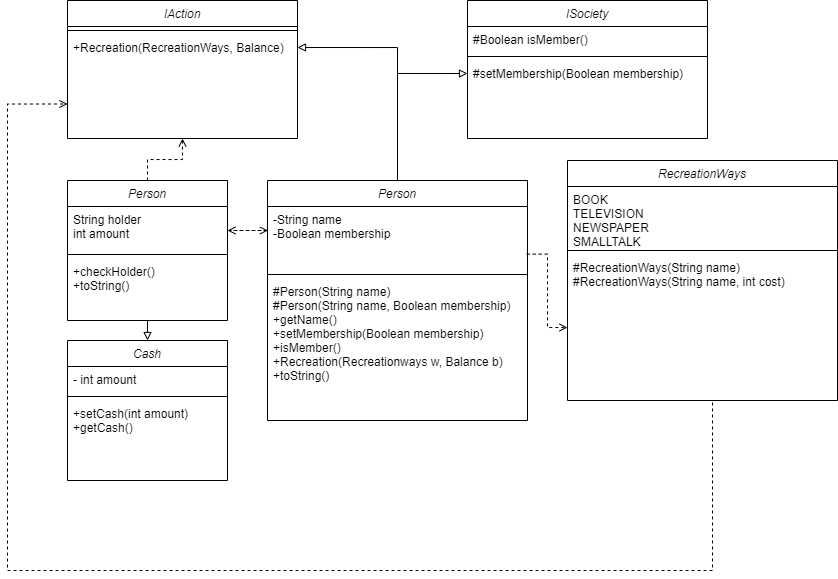 IAction
+Recreation(RecreationWays, Balance)
ISociety
#Boolean isMember()
#setMembership(Boolean membership)
Person
String holder
int amount
+checkHolder()
+toString()
Person
-String name
-Boolean membership
#Person(String name)
#Person(String name, Boolean membership)
+getName()
+setMembership(Boolean membership)
+isMember()
+Recreation(Recreationways w, Balance b)
+toString()
RecreationWays
BOOK
TELEVISION
NEWSPAPER
SMALLTALK
#RecreationWays(String name)
#RecreationWays(String name, int cost)
Cash
- int amount
+setCash(int amount)
+getCash()